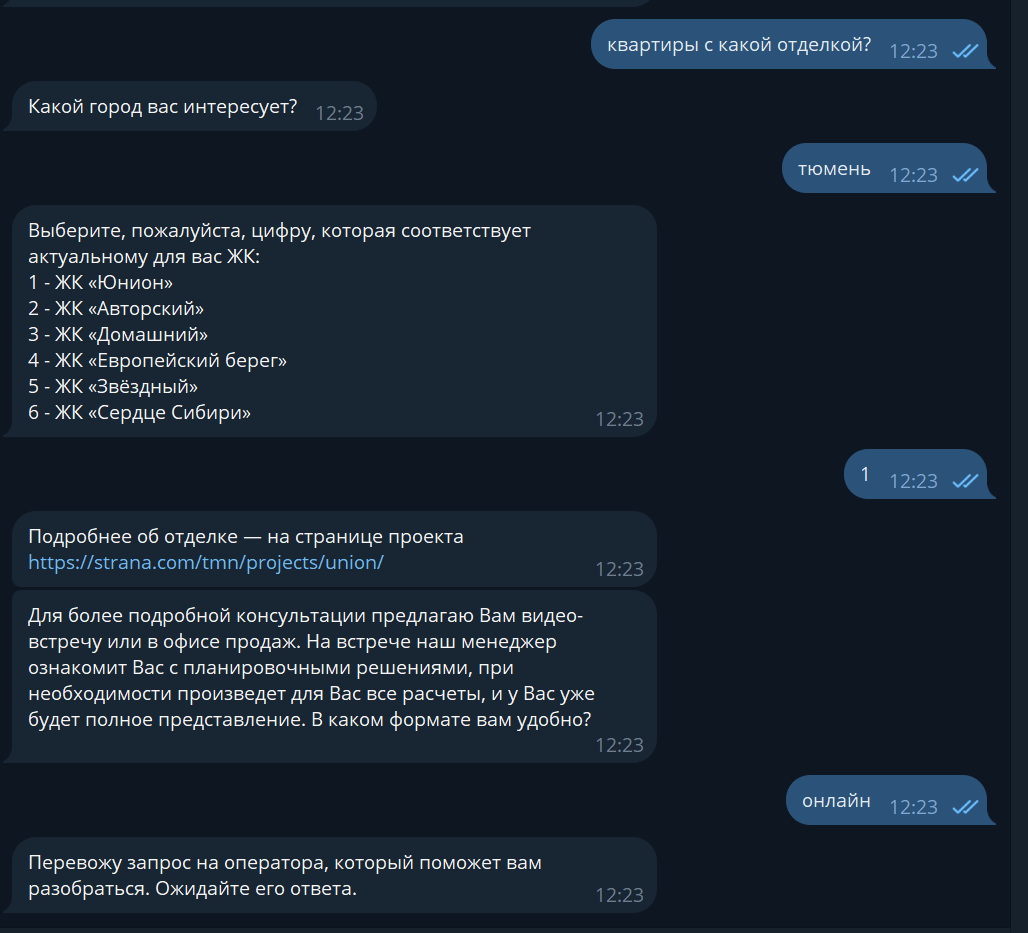 квартиры с какой отделкой? 12:23
Какой город вас интересует? 12:23
тюмень 12:23
Выберите, пожалуйста, цифру, которая соответствует
актуальному для вас ЖК:
1 - ЖК «Юнион»
2 - ЖК «Авторский»
3 - ЖК «Домашний»
4 - ЖК «Европейский берег»
5 - ЖК «Звёздный»
6 - ЖК «Сердце Сибири» 12:23
1 12:23
Подробнее об отделке — на странице проекта
https://strana.com/tmn/projects/union/ 12:23
Для более подробной консультации предлагаю Вам видео-
встречу или в офисе продаж. На встрече наш менеджер
ознакомит Вас с планировочными решениями, при
необходимости произведет для Вас все расчеты, и у Вас уже
будет полное представление. В каком формате вам удобно?
12:23
онлайн 12:23
Перевожу запрос на оператора, который поможет вам
разобраться. Ожидайте его ответа. 12:23